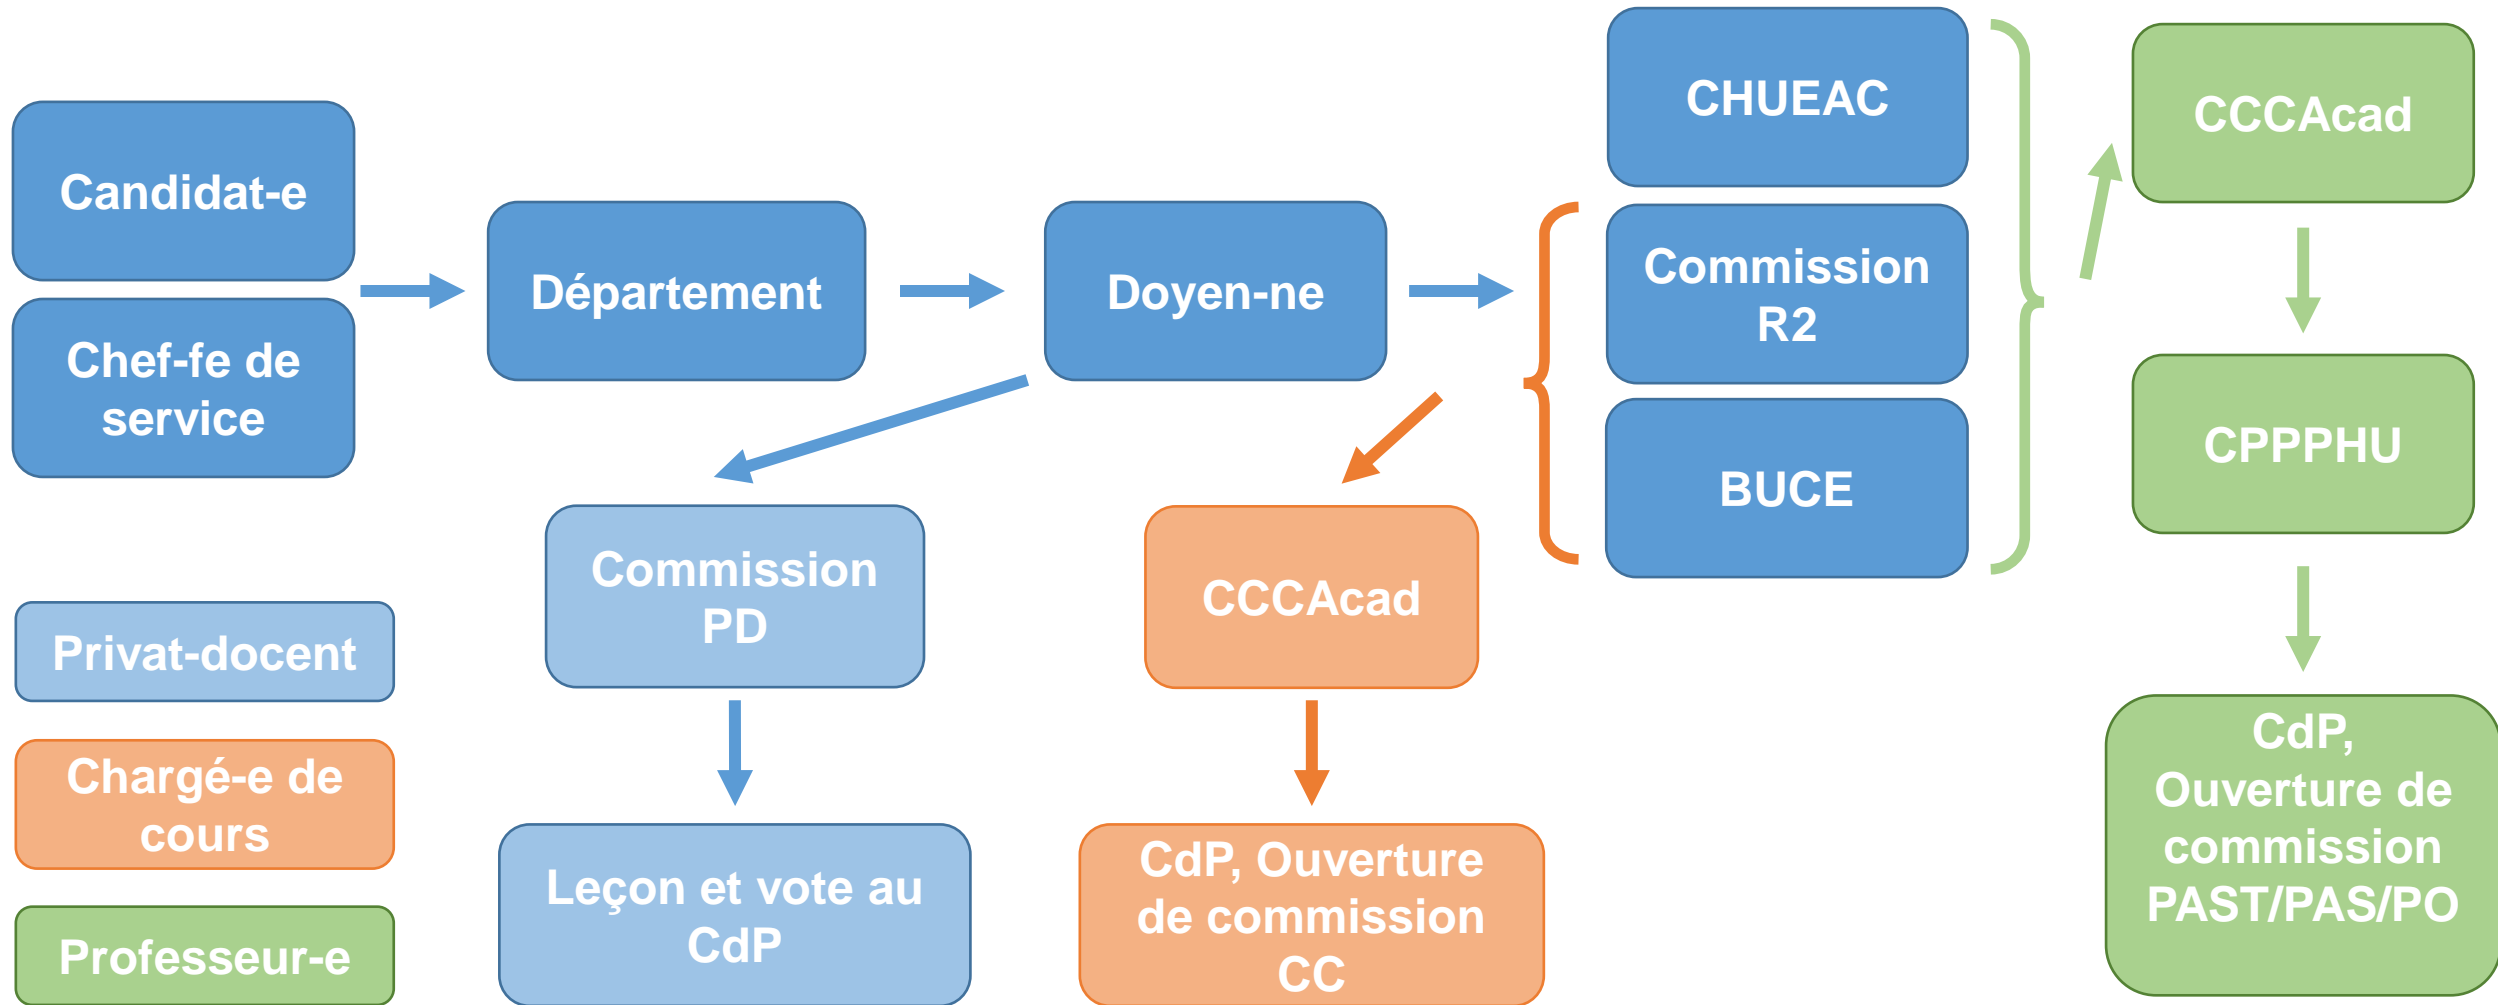 Candidat-e
Chef-fe de
service
Département
Doyen-ne
CHUEAC
Commission
R2
BUCE
CCCAcad
CPPPHU
CdP,
Ouverture de
commission
PAST/PAS/PO
Commission
PD
Leçon et vote au
CdP
CCCAcad
CdP, Ouverture
de commission
CC
Privat-docent
Chargé-e de
cours
Professeur-e